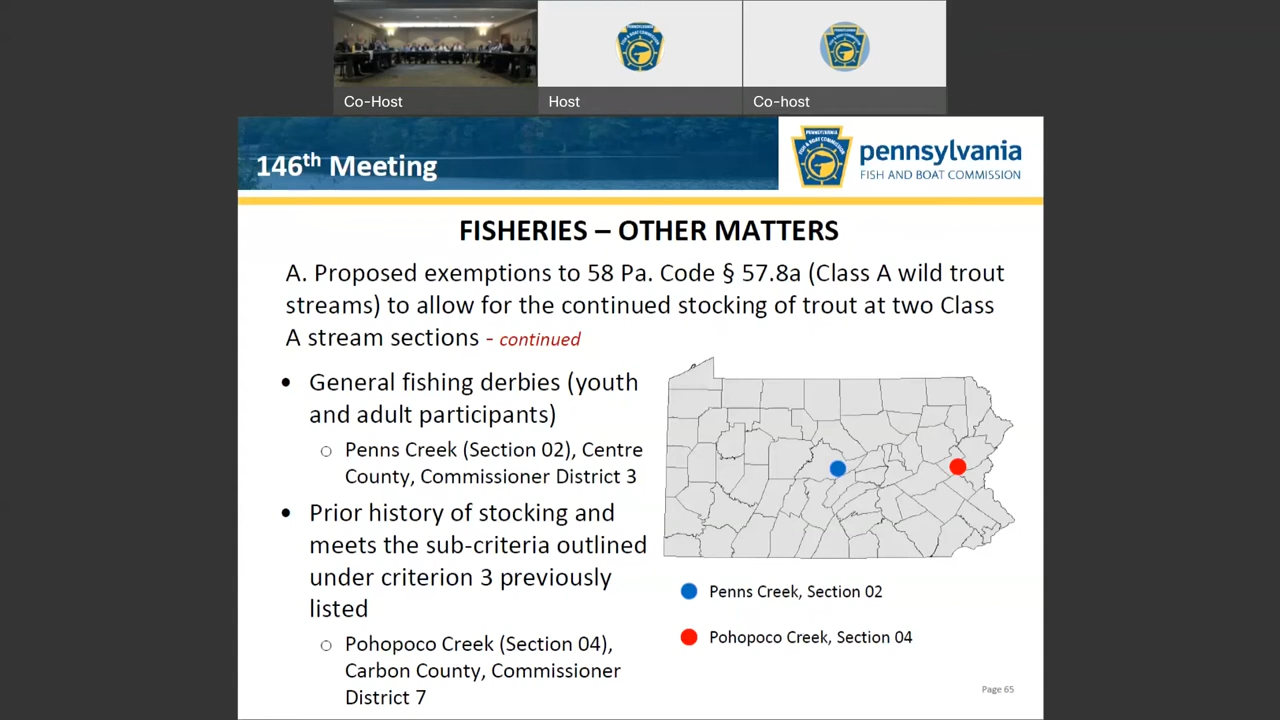 Co-Host
Host
Co-host
146th Meeting
pennsylvania
FISH AND BOAT COMMISSION
FISHERIES – OTHER MATTERS
A. Proposed exemptions to 58 Pa. Code § 57.8a (Class A wild trout
streams) to allow for the continued stocking of trout at two Class
A stream sections - continued
• General fishing derbies (youth
and adult participants)
○ Penns Creek (Section 02), Centre
County, Commissioner District 3
• Prior history of stocking and
meets the sub-criteria outlined
under criterion 3 previously
listed
○ Pohopoco Creek (Section 04),
Carbon County, Commissioner
District 7
Penns Creek, Section 02
Pohopoco Creek, Section 04
Page 65